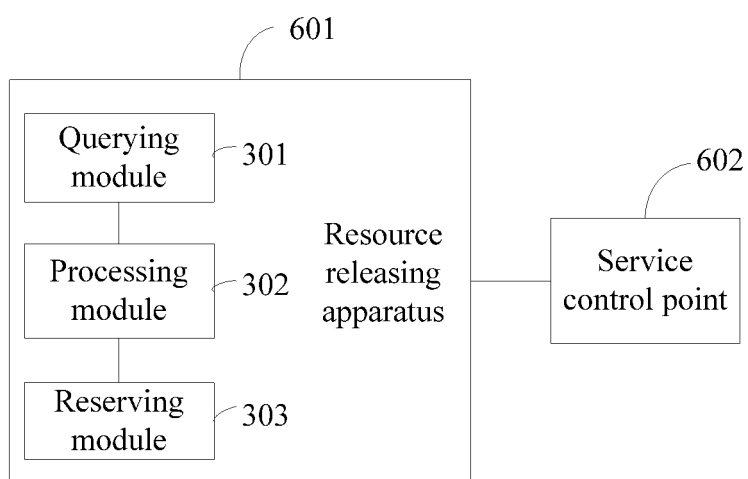 601
Querying
module
301
602
Processing
module
302
Resource
releasing
apparatus
Service
control point
Reserving
module
303